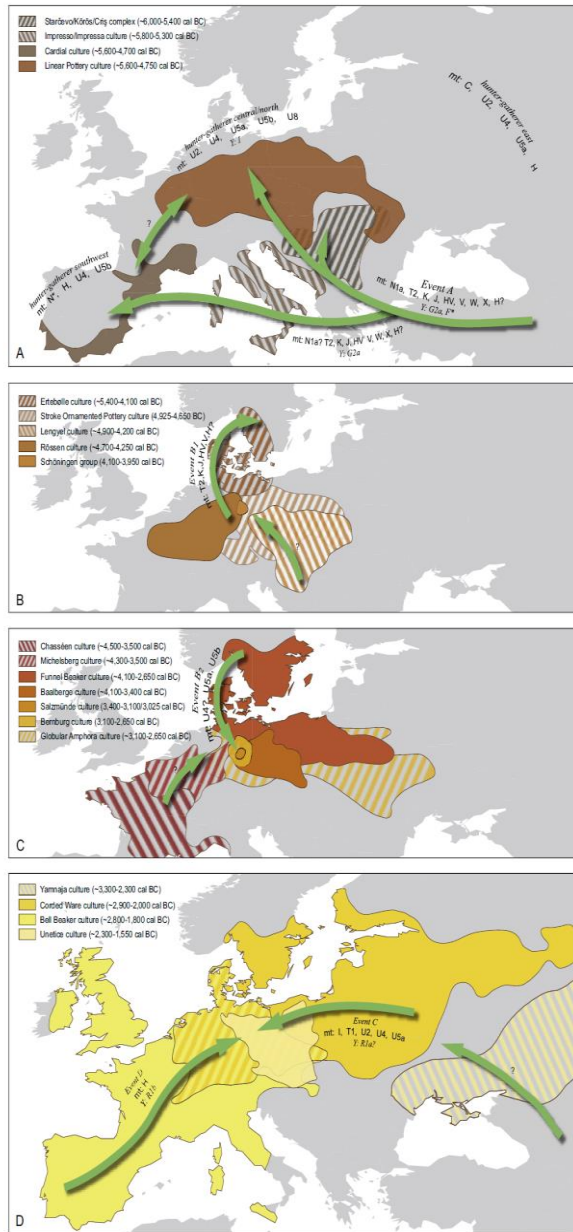 Starčevo/Körös/Criş complex (~6,000-5,400 cal BC)
Impresso/Impressa culture (~5,800-5,300 cal BC)
Cardial culture (~5,600-4,700 cal BC)
Linear Pottery culture (~5,600-4,750 cal BC)
hunter-gatherer central/north
mt: U2, U4, U5a, U5b, U8
Y: I
hunter-gatherer east
mt: C, U2, U4, U5a, H
?
hunter-gatherer southwest
mt: N*, H, U4, U5b
Event A
mt: N1a, T2, K, J, HV, V, W, X, H?
Y: G2a, F*
mt: N1a? T2, K, J, HV V, W, X, H?
Y: G2a
A
Ertebølle culture (~5,400-4,100 cal BC)
Stroke Ornamented Pottery culture (4,925-4,650 cal BC)
Lengyel culture (~4,900-4,200 cal BC)
Rössen culture (~4,700-4,250 cal BC)
Schöningen group (4,100-3,950 cal BC)
Event B1
mt: T2,K,J,HV,V,H?
?
B
Chasséen culture (~4,500-3,500 cal BC)
Michelsberg culture (~4,300-3,500 cal BC)
Funnel Beaker culture (~4,100-2,650 cal BC)
Baalberge culture (~4,100-3,400 cal BC)
Salzmünde culture (3,400-3,100/3,025 cal BC)
Bernburg culture (3,100-2,650 cal BC)
Globular Amphora culture (~3,100-2,650 cal BC)
Event B2
mt: U4?, U5a, U5b
?
C
Yamnaja culture (~3,300-2,300 cal BC)
Corded Ware culture (~2,900-2,000 cal BC)
Bell Beaker culture (~2,800-1,800 cal BC)
Unetice culture (~2,300-1,550 cal BC)
Event C
mt: I, T1, U2, U4, U5a
Y: R1a?
Event D
mt: H
Y: R1b
?
D